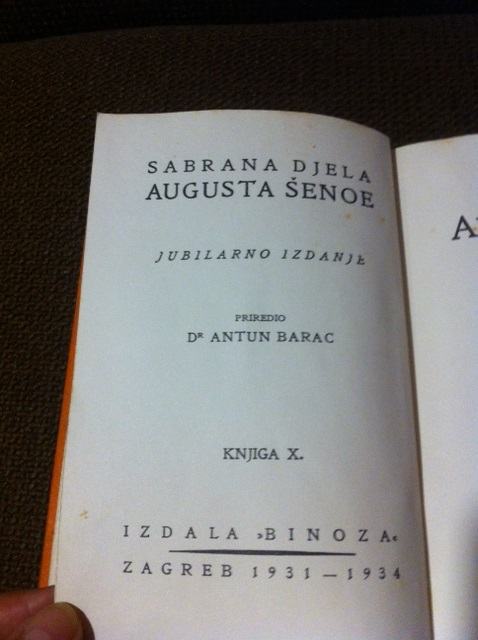 SABRANA DJELA
AUGUSTA ŠENOE
JUBILARNO IZDANJE
PRIREDIO
DR ANTUN BARAC
KNJIGA X.
IZDALA »BINOZA«
ZAGREB 1931 — 1934
A